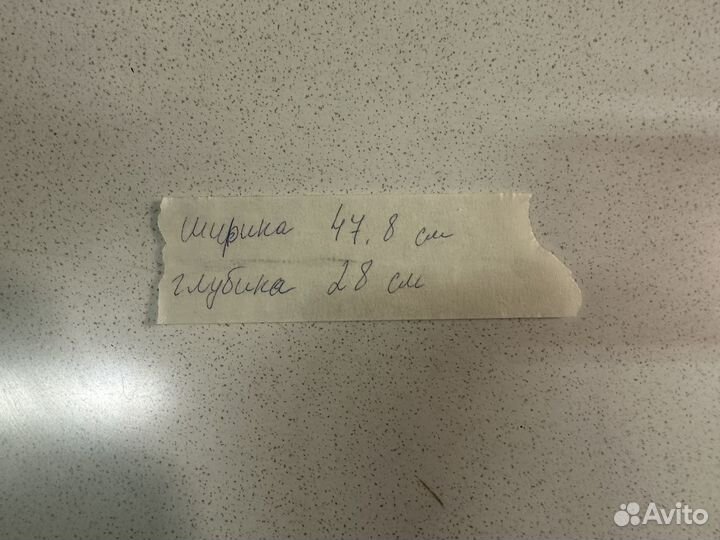 ширина 47.8 см
глубина 28 см
Avito